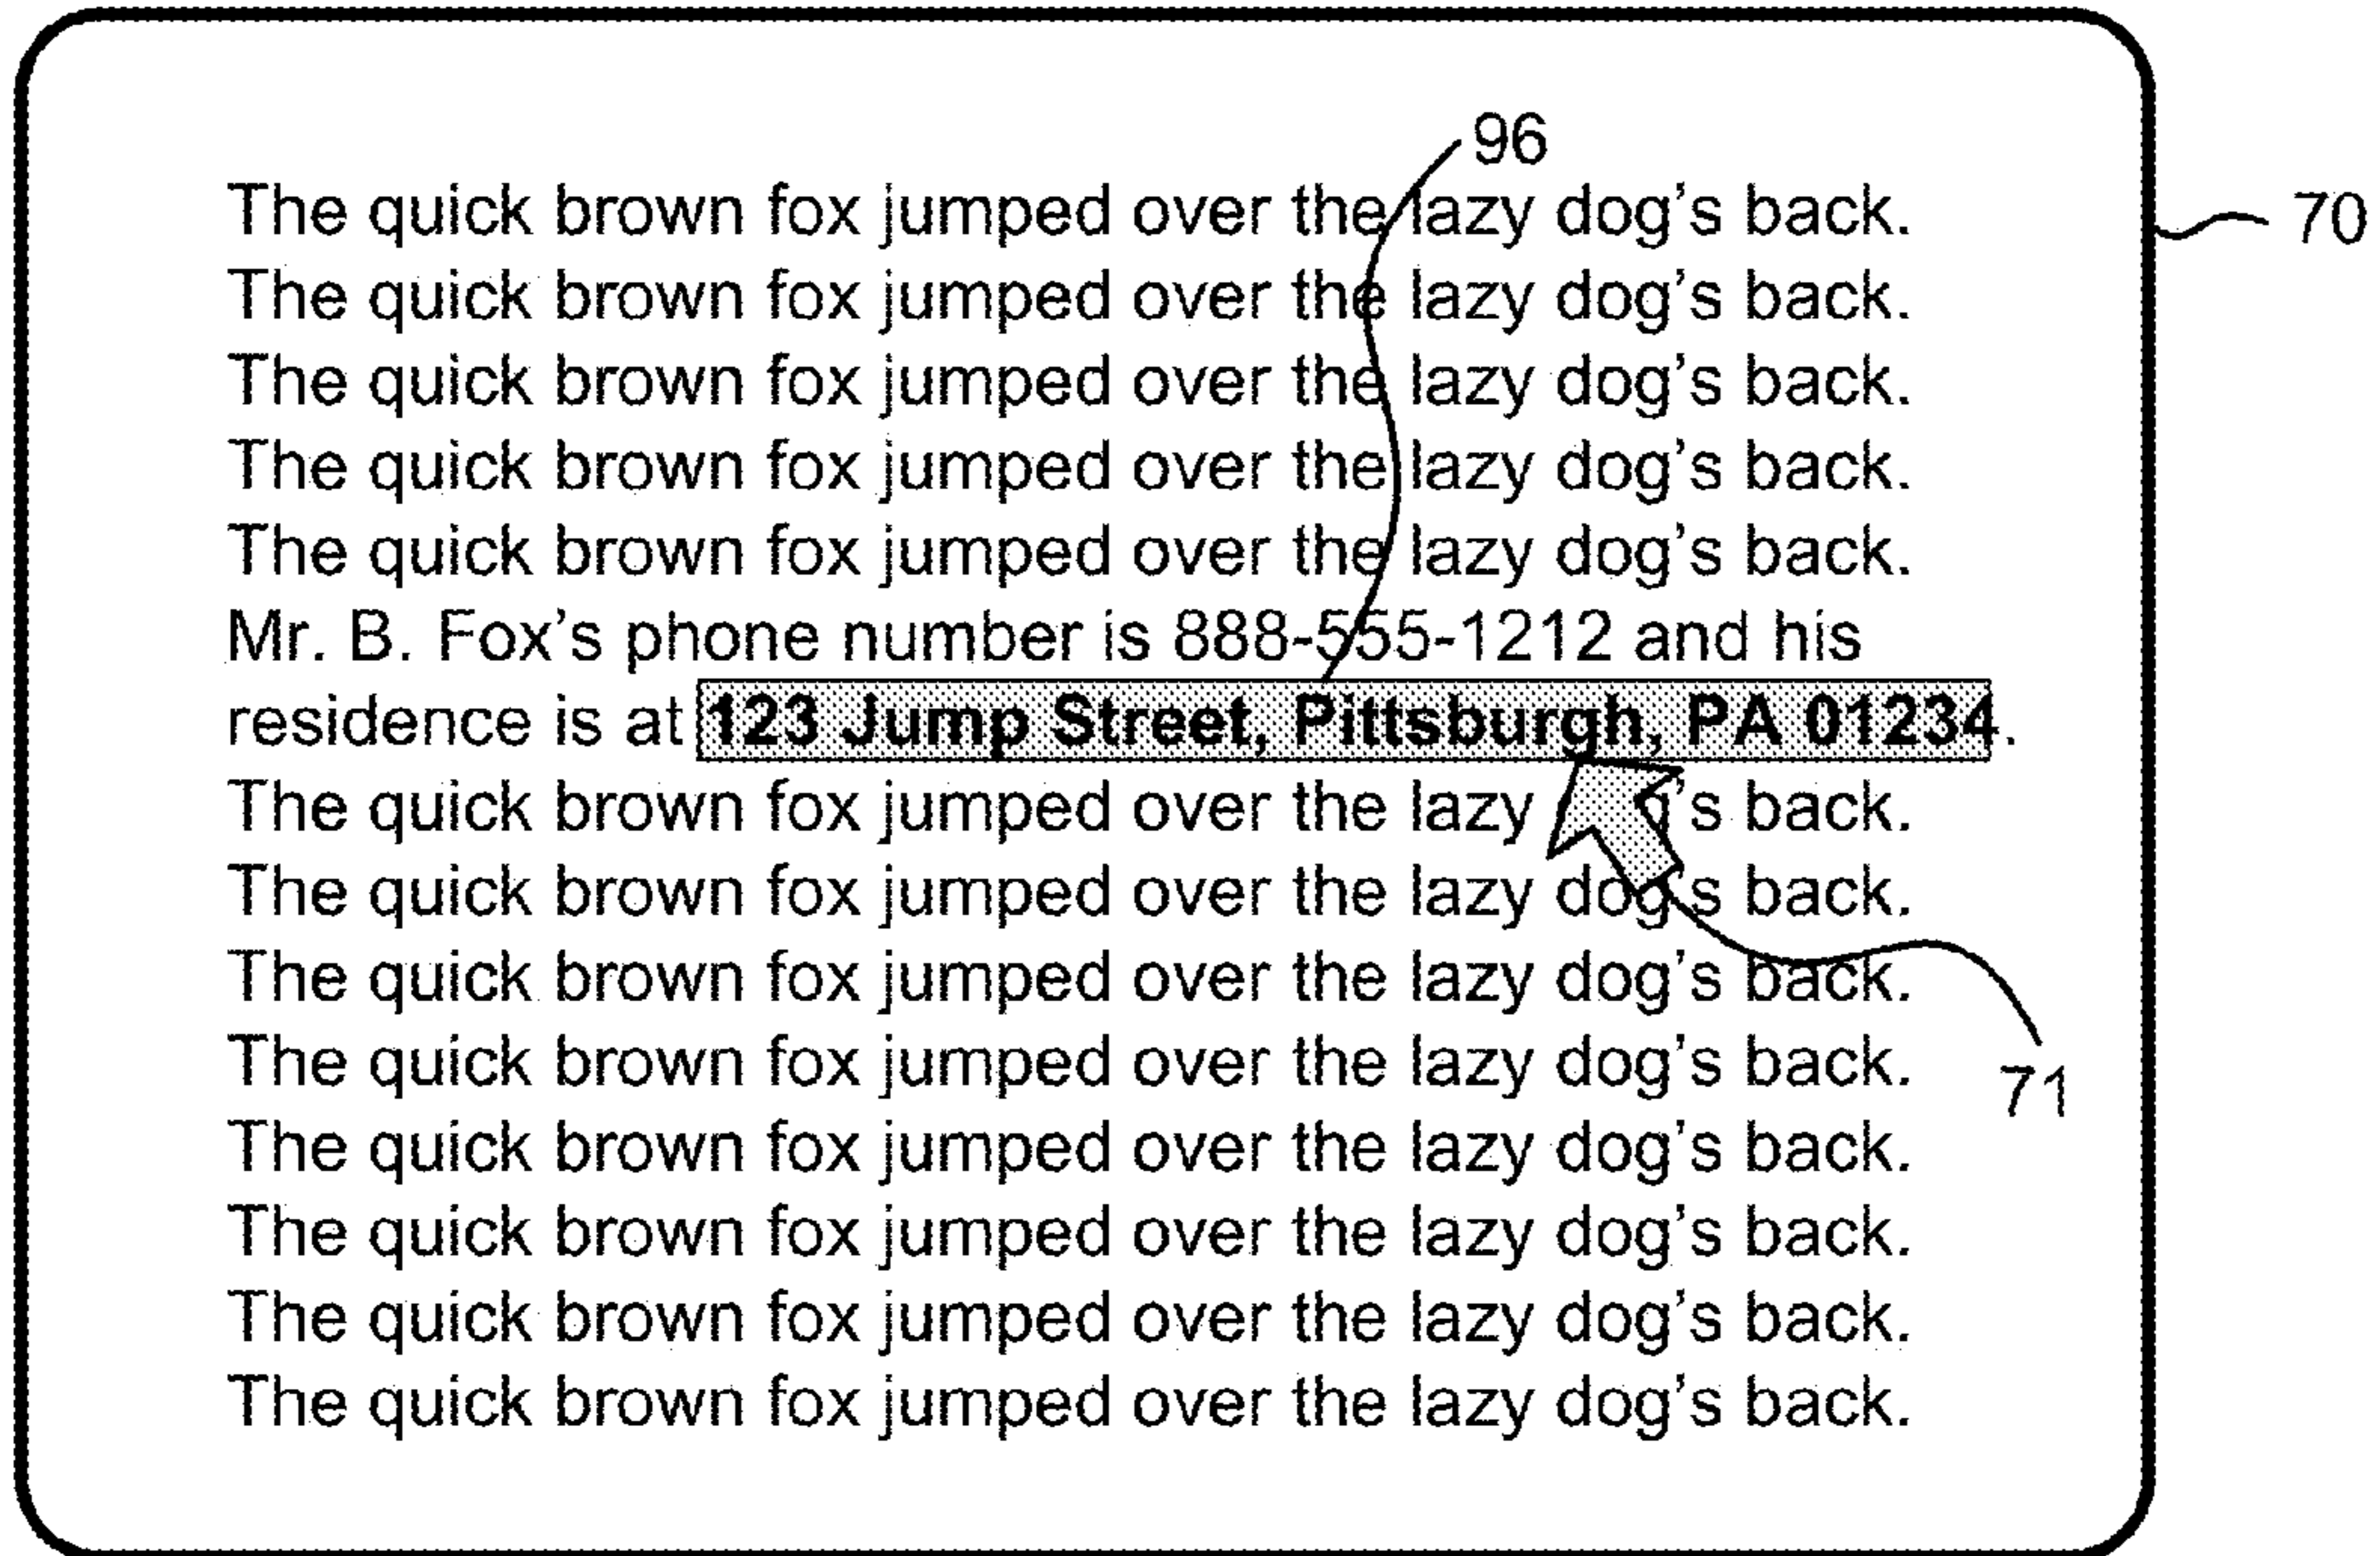 96
The quick brown fox jumped over the lazy dog's back.
70
The quick brown fox jumped over the lazy dog's back.
The quick brown fox jumped over the lazy dog's back.
The quick brown fox jumped over the lazy dog's back.
The quick brown fox jumped over the lazy dog's back.
Mr. B. Fox's phone number is 888-555-1212 and his
residence is at 123 Jump Street, Pittsburgh, PA 01234.
The quick brown fox jumped over the lazy g's back.
The quick brown fox jumped over the lazy dog's back.
The quick brown fox jumped over the lazy dog's back.
The quick brown fox jumped over the lazy dog's back.
71
The quick brown fox jumped over the lazy dog's back.
The quick brown fox jumped over the lazy dog's back.
The quick brown fox jumped over the lazy dog's back.
The quick brown fox jumped over the lazy dog's back.